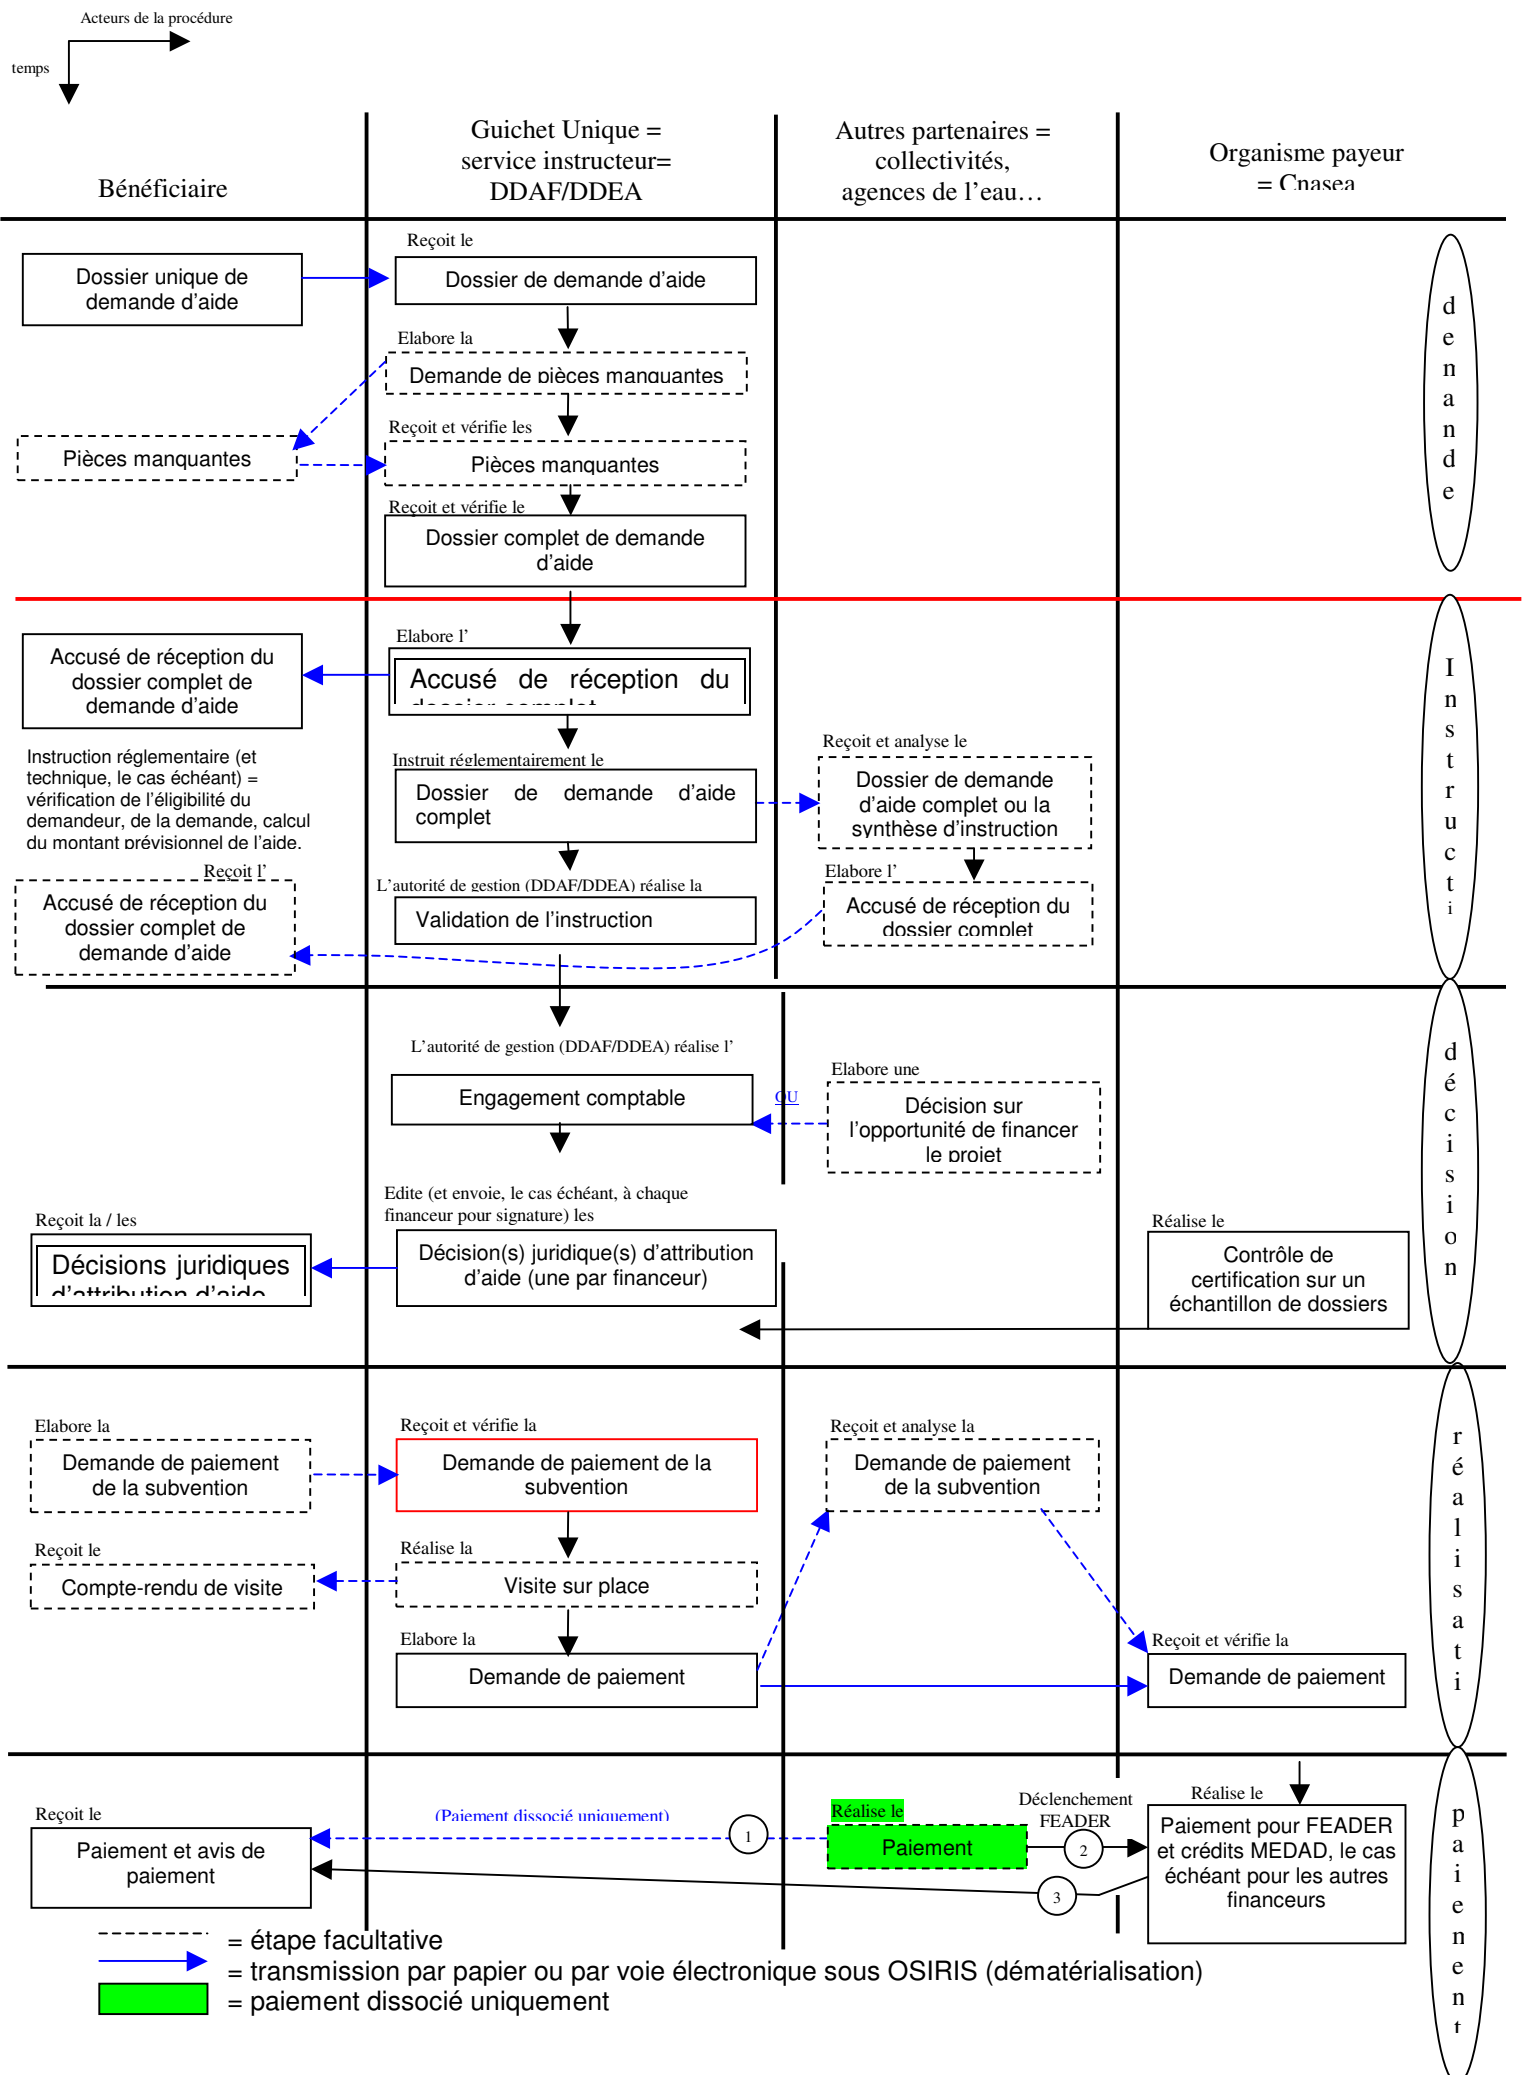 Acteurs de la procédure
temps
Bénéficiaire
Guichet Unique =
service instructeur=
DDAF/DDEA
Autres partenaires =
collectivités,
agences de l'eau…
Organisme payeur
= Cnasea
Reçoit le
Dossier unique de
demande d'aide
Dossier de demande d'aide
Elabore la
Demande de pièces manquantes
Reçoit et vérifie les
Pièces manquantes
Pièces manquantes
Reçoit et vérifie le
Dossier complet de demande
d'aide
d
e
n
a
n
d
e
Elabore l'
Accusé de réception du
dossier complet de
demande d'aide
Accusé de réception du
dossier complet
Instruction réglementaire (et
technique, le cas échéant) =
vérification de l'éligibilité du
demandeur, de la demande, calcul
du montant prévisionnel de l'aide.
Instruit réglementairement le
Dossier de demande d'aide
complet
Reçoit et analyse le
Dossier de demande
d'aide complet ou la
synthèse d'instruction
Reçoit l'
Accusé de réception du
dossier complet de
demande d'aide
L'autorité de gestion (DDAF/DDEA) réalise la
Validation de l'instruction
Elabore l'
Accusé de réception du
dossier complet
I
n
s
t
r
u
c
t
i
L'autorité de gestion (DDAF/DDEA) réalise l'
Engagement comptable
OU
Elabore une
Décision sur
l'opportunité de financer
le projet
Edite (et envoie, le cas échéant, à chaque
financeur pour signature) les
Reçoit la / les
Décisions juridiques
d'attribution d'aide
Décision(s) juridique(s) d'attribution
d'aide (une par financeur)
Réalise le
Contrôle de
certification sur un
échantillon de dossiers
d
é
c
i
s
i
o
n
Elabore la
Demande de paiement
de la subvention
Reçoit et vérifie la
Demande de paiement de la
subvention
Reçoit et analyse la
Demande de paiement
de la subvention
Reçoit le
Compte-rendu de visite
Réalise la
Visite sur place
Elabore la
Demande de paiement
Reçoit et vérifie la
Demande de paiement
r
é
a
l
i
s
a
t
i
Reçoit le
Paiement et avis de
paiement
(Paiement dissocié uniquement)
1
Réalise le
Paiement
Déclenchement
FEADER
2
3
Réalise le
Paiement pour FEADER
et crédits MEDAD, le cas
échéant pour les autres
financeurs
p
a
i
e
n
e
n
t
= étape facultative
= transmission par papier ou par voie électronique sous OSIRIS (dématérialisation)
= paiement dissocié uniquement